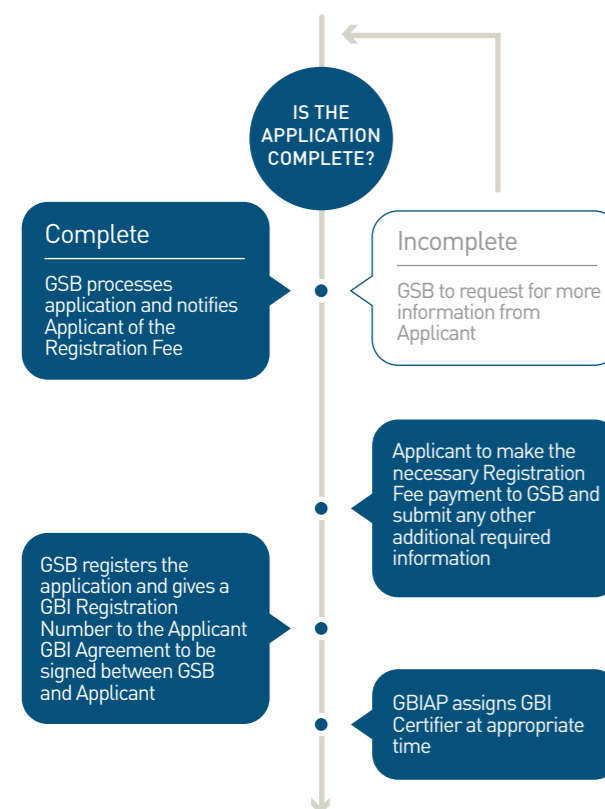 IS THE
APPLICATION
COMPLETE?
Complete
GSB processes
application and notifies
Applicant of the
Registration Fee
Incomplete
GSB to request for more
information from
Applicant
Applicant to make the
necessary Registration
Fee payment to GSB and
submit any other
additional required
information
GSB registers the
application and gives a
GBI Registration
Number to the Applicant
GBI Agreement to be
signed between GSB
and Applicant
GBIAP assigns GBI
Certifier at appropriate
time